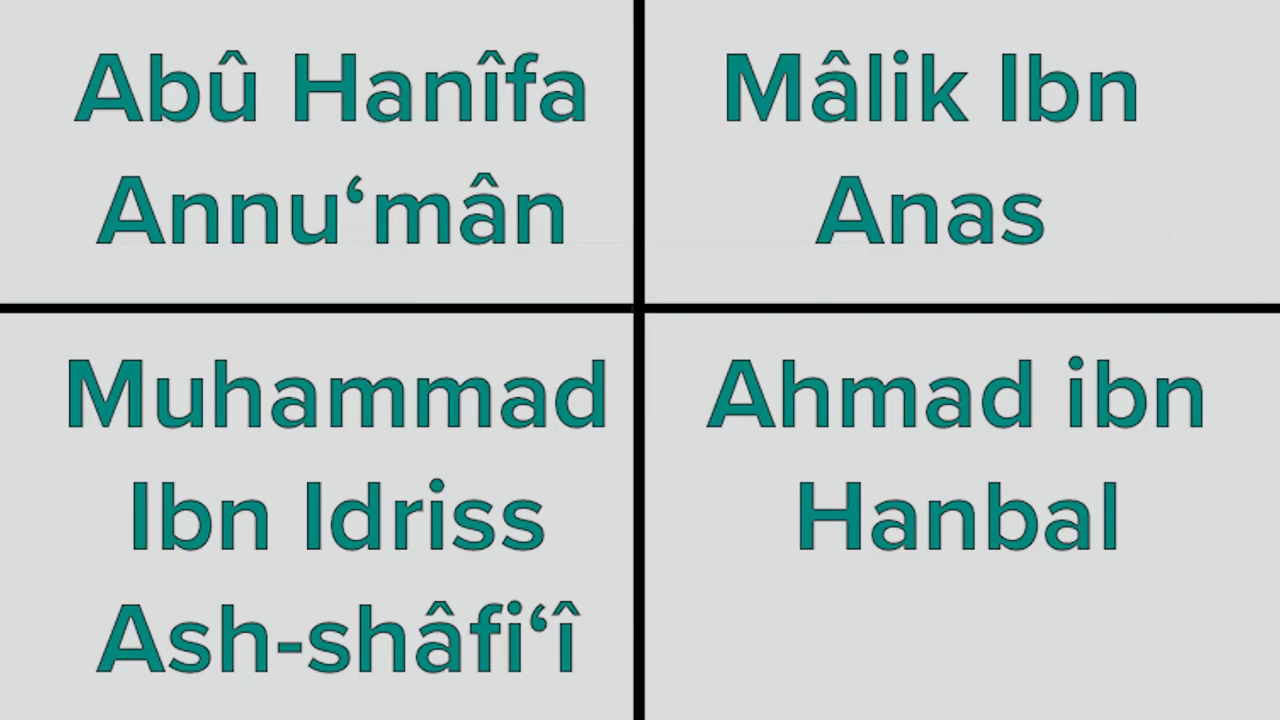 Abû Hanîfa
Annu‘mân
Mâlik Ibn
Anas
Muhammad
Ibn Idriss
Ash-shâfi‘î
Ahmad ibn
Hanbal